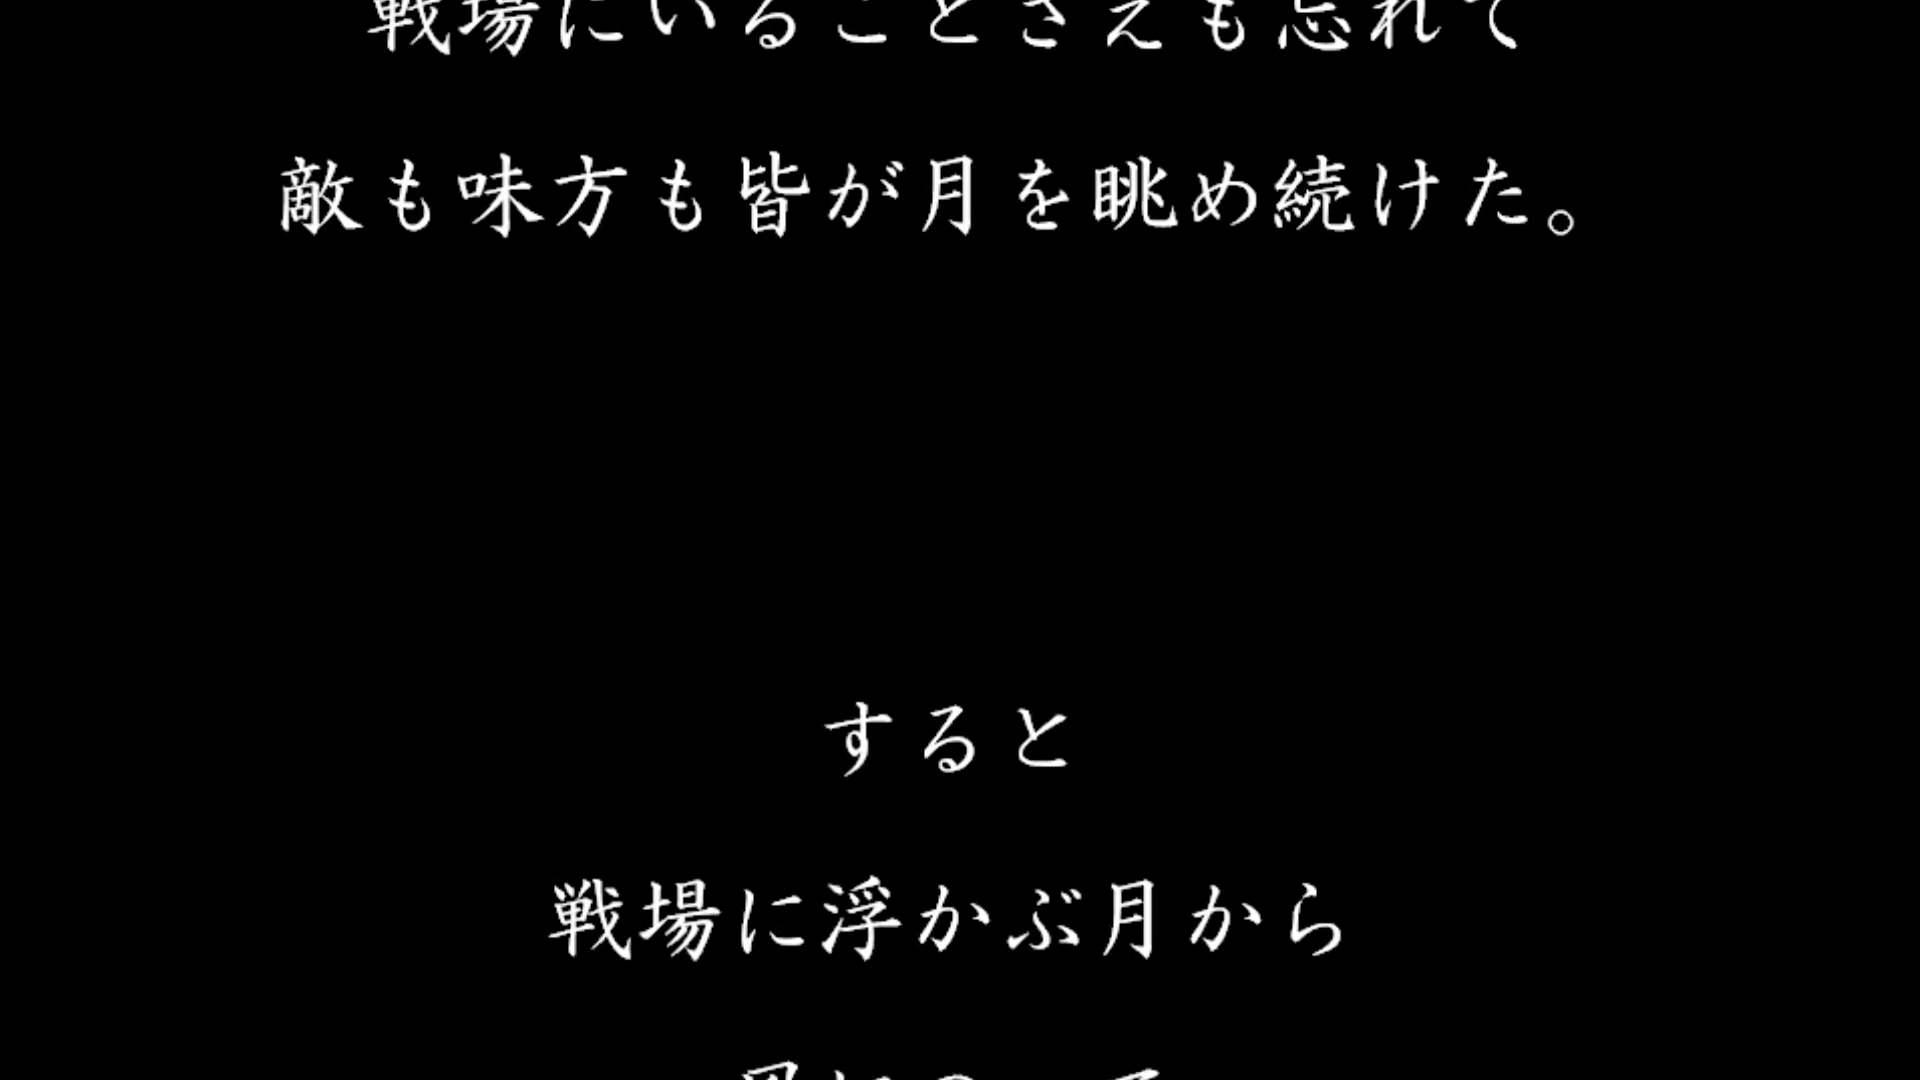 戦場にいることさえも忘れて
敵も味方も皆が月を眺め続けた。
すると
戦場に浮かぶ月から